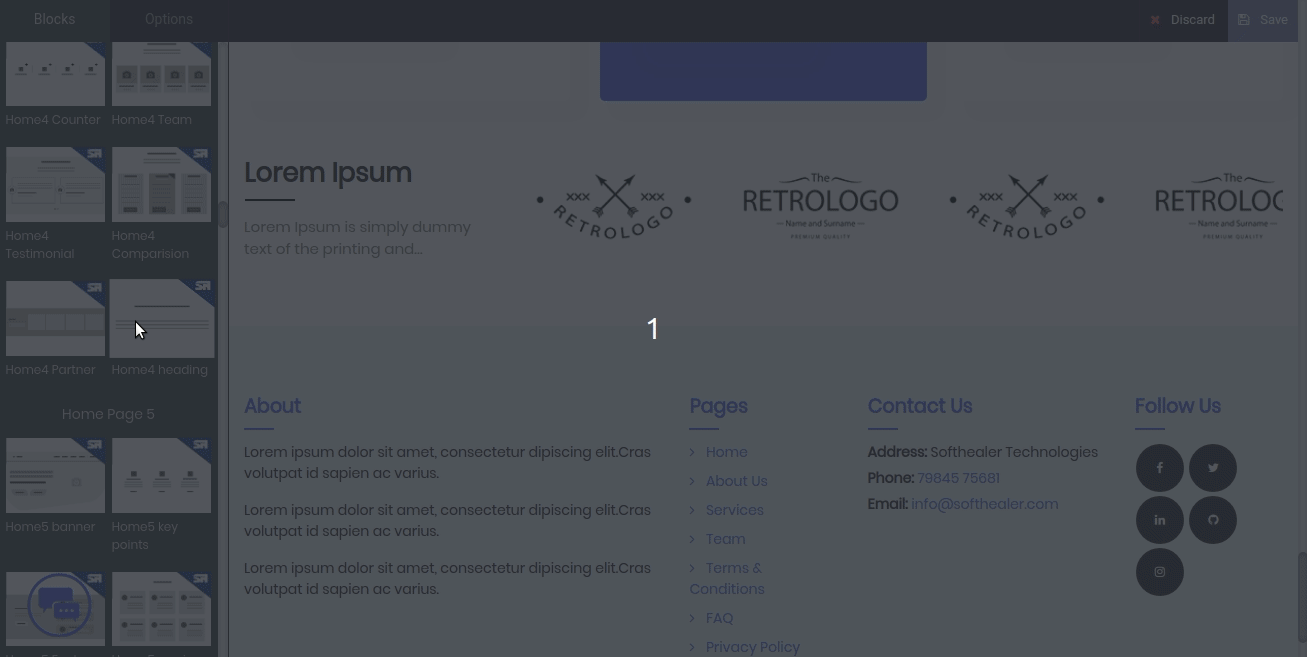 Blocks
Options
Discard
Save
Home4 Counter
Home4 Team
Home4
Testimonial
Home4
Comparision
Home4 Partner
Home4 heading
Home Page 5
Home5 banner
Home5 key
points
Lorem Ipsum
Lorem Ipsum is simply dummy
text of the printing and...
xxx xxx
RETROLOGO
The
RETROLOGO
Name and Surname
PREMIUM QUALITY
xxx xxx
RETROLOGO
The
RETROLOC
Name and Surname
PREMIUM QUALITY
1
About
Lorem ipsum dolor sit amet, consectetur dipiscing elit.Cras
volutpat id sapien ac varius.
Lorem ipsum dolor sit amet, consectetur dipiscing elit.Cras
volutpat id sapien ac varius.
Lorem ipsum dolor sit amet, consectetur dipiscing elit.Cras
volutpat id sapien ac varius.
Pages
Home
About Us
Services
Team
Terms &
Conditions
FAQ
Privacy Policy
Contact Us
Address: Softhealer Technologies
Phone: 79845 75681
Email: info@softhealer.com
Follow Us